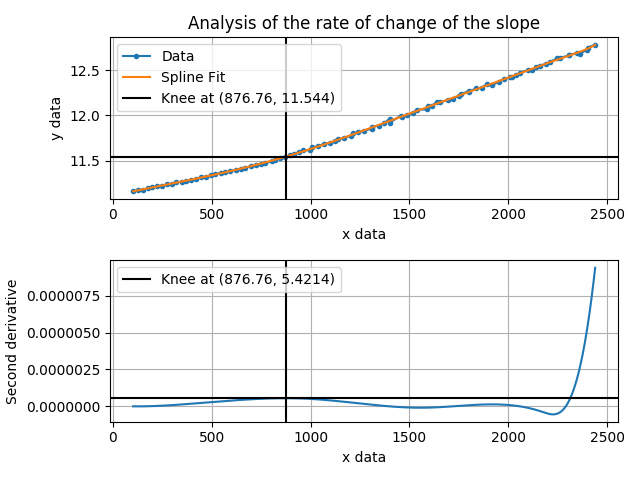 Analysis of the rate of change of the slope
Data
Spline Fit
Knee at (876.76, 11.544)
12.5
12.0
11.5
y data
0 500 1000 1500 2000 2500
x data
Knee at (876.76, 5.4214)
0.0000075
0.0000050
0.0000025
0.0000000
Second derivative
0 500 1000 1500 2000 2500
x data